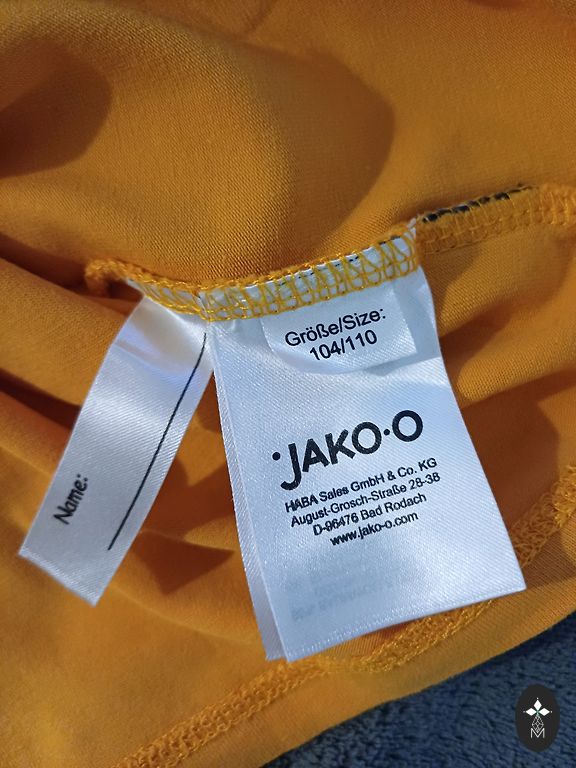 Größe/Size:
104/110
JAKO-O
HABA Sales GmbH & Co. KG
August-Grosch-Straße 28-38
D-96476 Bad Rodach
www.jako-o.com
Name:
M